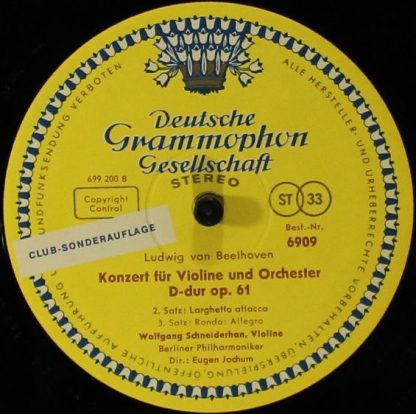 Deutsche
Grammophon
Gesellschaft
STEREO
699 200 B
Copyright
Control
ST 33
Best.-Nr.
6909
CLUB-SONDERAUFLAGE
Ludwig van Beethoven
Konzert für Violine und Orchester
D-dur op. 61
2. Satz: Larghetto attacca
3. Satz: Rondo: Allegro
Wolfgang Schneiderhan, Violine
Berliner Philharmoniker
Dir.: Eugen Jochum
ALLE HERSTELLER- UND URHEBERRECHTE VORBEHALTEN, ÜBERSPIELUNG, ÖFFENTLICHE AUFFÜHRUNG UND RUNDFUNKSENDUNG VERBOTEN